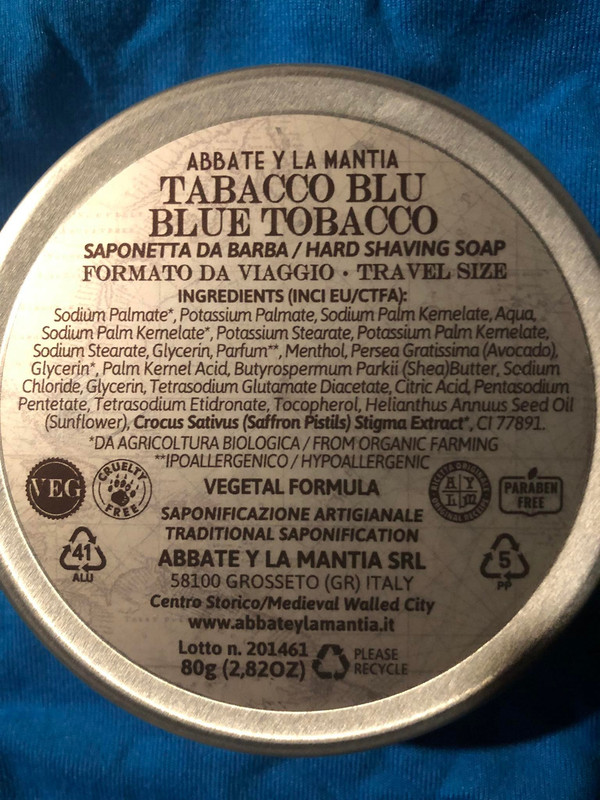 ABBATE Y LA MANTIA
TABACCO BLU
BLUE TOBACCO
SAPONETTA DA BARBA / HARD SHAVING SOAP
FORMATO DA VIAGGIO · TRAVEL SIZE
INGREDIENTS (INCI EU/CTFA):
Sodium Palmate*, Potassium Palmate, Sodium Palm Kernelate, Aqua,
Sodium Palm Kernelate*, Potassium Stearate, Potassium Palm Kernelate,
Sodium Stearate, Glycerin, Parfum**, Menthol, Persea Gratissima (Avocado),
Glycerin*, Palm Kernel Acid, Butyrospermum Parkii (Shea)Butter, Sodium
Chloride, Glycerin, Tetrasodium Glutamate Diacetate, Citric Acid, Pentasodium
Pentetate, Tetrasodium Etidronate, Tocopherol, Helianthus Annuus Seed Oil
(Sunflower), Crocus Sativus (Saffron Pistils) Stigma Extract*, CI 77891.
*DA AGRICOLTURA BIOLOGICA / FROM ORGANIC FARMING
**IPOALLERGENICO / HYPOALLERGENIC
VEG
CRUELTY
FREE
VEGETAL FORMULA
A Y
L M
PARABEN
FREE
SAPONIFICAZIONE ARTIGIANALE
TRADITIONAL SAPONIFICATION
41
ALU
ABBATE Y LA MANTIA SRL
5
PP
58100 GROSSETO (GR) ITALY
Centro Storico/Medieval Walled City
www.abbateylamantia.it
Lotto n. 201461
80g (2,82OZ)
PLEASE
RECYCLE